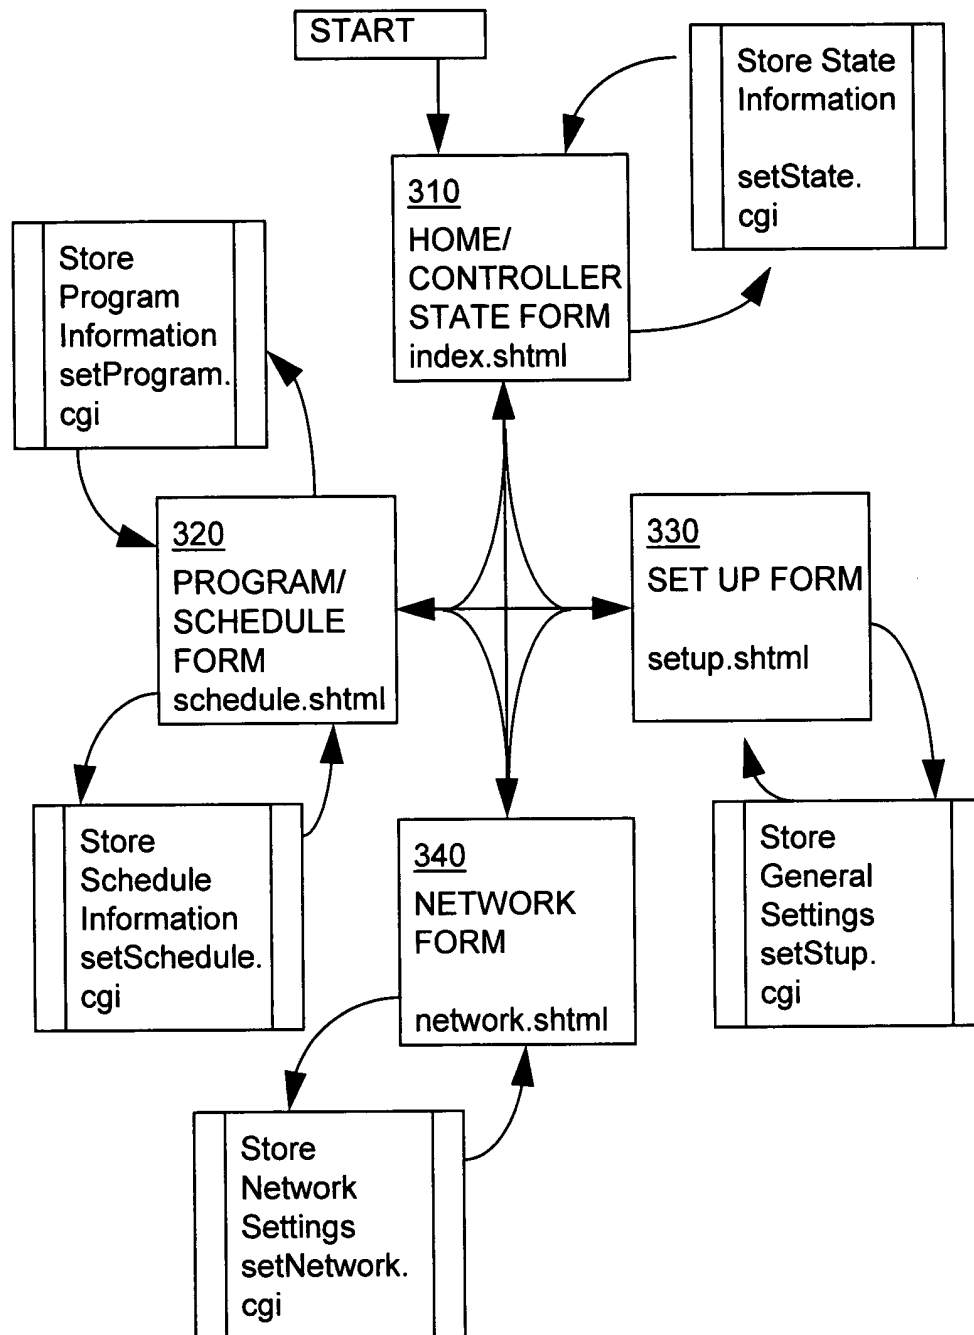 START
Store State
Information
setState.
cgi
310
HOME/
CONTROLLER
STATE FORM
index.shtml
Store
Program
Information
setProgram.
cgi
320
PROGRAM/
SCHEDULE
FORM
schedule.shtml
330
SET UP FORM
setup.shtml
Store
Schedule
Information
setSchedule.
cgi
340
NETWORK
FORM
network.shtml
Store
General
Settings
setStup.
cgi
Store
Network
Settings
setNetwork.
cgi